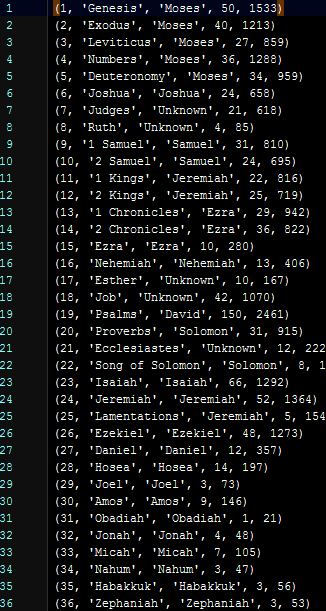 1 (1, 'Genesis', 'Moses', 50, 1533)
2 (2, 'Exodus', 'Moses', 40, 1213)
3 (3, 'Leviticus', 'Moses', 27, 859)
4 (4, 'Numbers', 'Moses', 36, 1288)
5 (5, 'Deuteronomy', 'Moses', 34, 959)
6 (6, 'Joshua', 'Joshua', 24, 658)
7 (7, 'Judges', 'Unknown', 21, 618)
8 (8, 'Ruth', 'Unknown', 4, 85)
9 (9, '1 Samuel', 'Samuel', 31, 810)
10 (10, '2 Samuel', 'Samuel', 24, 695)
11 (11, '1 Kings', 'Jeremiah', 22, 816)
12 (12, '2 Kings', 'Jeremiah', 25, 719)
13 (13, '1 Chronicles', 'Ezra', 29, 942)
14 (14, '2 Chronicles', 'Ezra', 36, 822)
15 (15, 'Ezra', 'Ezra', 10, 280)
16 (16, 'Nehemiah', 'Nehemiah', 13, 406)
17 (17, 'Esther', 'Unknown', 10, 167)
18 (18, 'Job', 'Unknown', 42, 1070)
19 (19, 'Psalms', 'David', 150, 2461)
20 (20, 'Proverbs', 'Solomon', 31, 915)
21 (21, 'Ecclesiastes', 'Unknown', 12, 222
22 (22, 'Song of Solomon', 'Solomon', 8, 1
23 (23, 'Isaiah', 'Isaiah', 66, 1292)
24 (24, 'Jeremiah', 'Jeremiah', 52, 1364)
25 (25, 'Lamentations', 'Jeremiah', 5, 154
26 (26, 'Ezekiel', 'Ezekiel', 48, 1273)
27 (27, 'Daniel', 'Daniel', 12, 357)
28 (28, 'Hosea', 'Hosea', 14, 197)
29 (29, 'Joel', 'Joel', 3, 73)
30 (30, 'Amos', 'Amos', 9, 146)
31 (31, 'Obadiah', 'Obadiah', 1, 21)
32 (32, 'Jonah', 'Jonah', 4, 48)
33 (33, 'Micah', 'Micah', 7, 105)
34 (34, 'Nahum', 'Nahum', 3, 47)
35 (35, 'Habakkuk', 'Habakkuk', 3, 56)
36 (36, 'Zephaniah', 'Zephaniah', 3, 53)